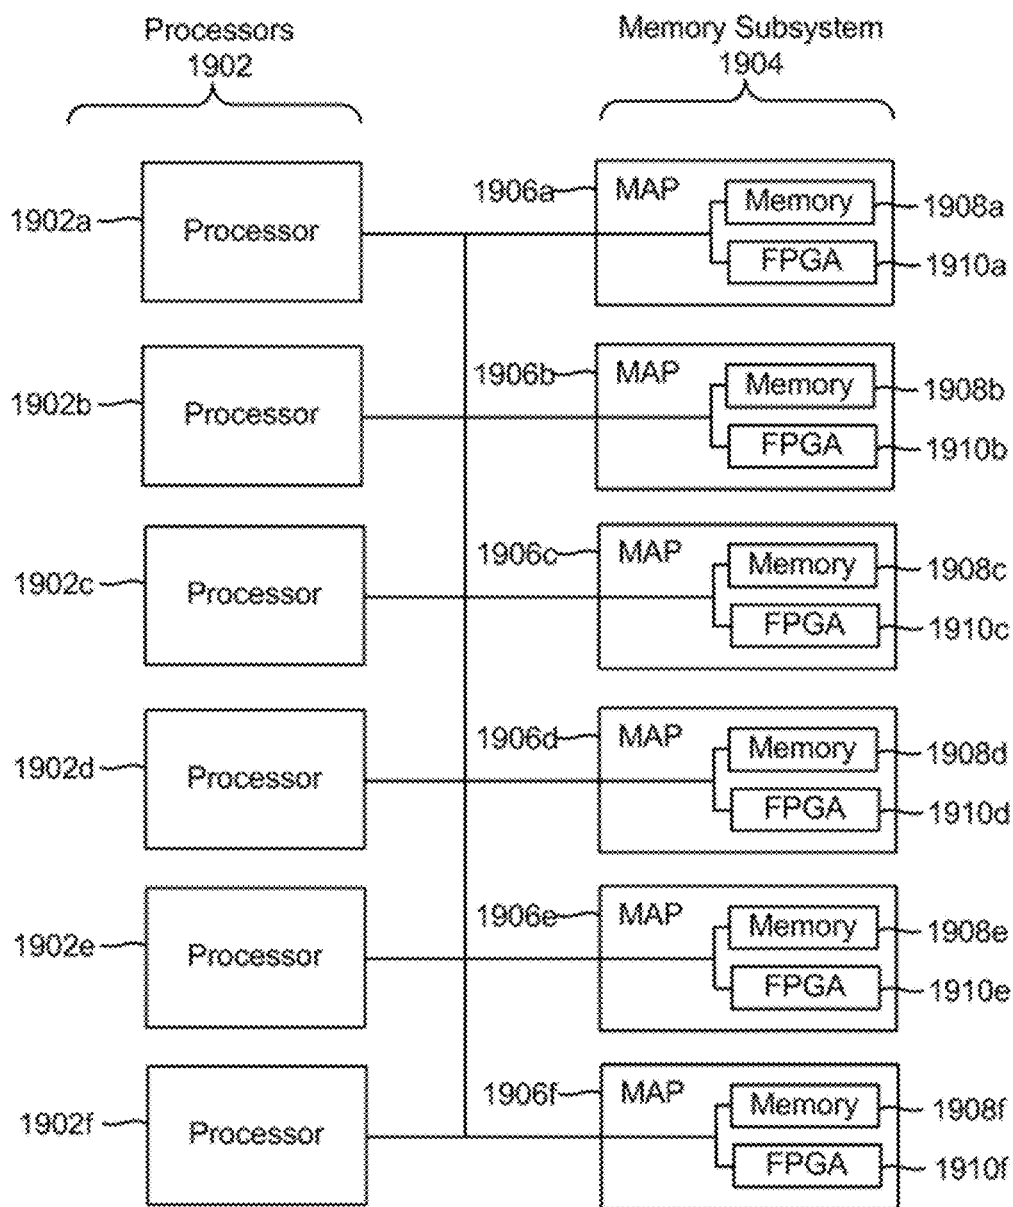 Processors
1902
Memory Subsystem
1904
1902a
Processor
1906a
MAP
Memory
1908a
FPGA
1910a
1902b
Processor
1906b
MAP
Memory
1908b
FPGA
1910b
1902c
Processor
1906c
MAP
Memory
1908c
FPGA
1910c
1902d
Processor
1906d
MAP
Memory
1908d
FPGA
1910d
1902e
Processor
1906e
MAP
Memory
1908e
FPGA
1910e
1902f
Processor
1906f
MAP
Memory
1908f
FPGA
1910f